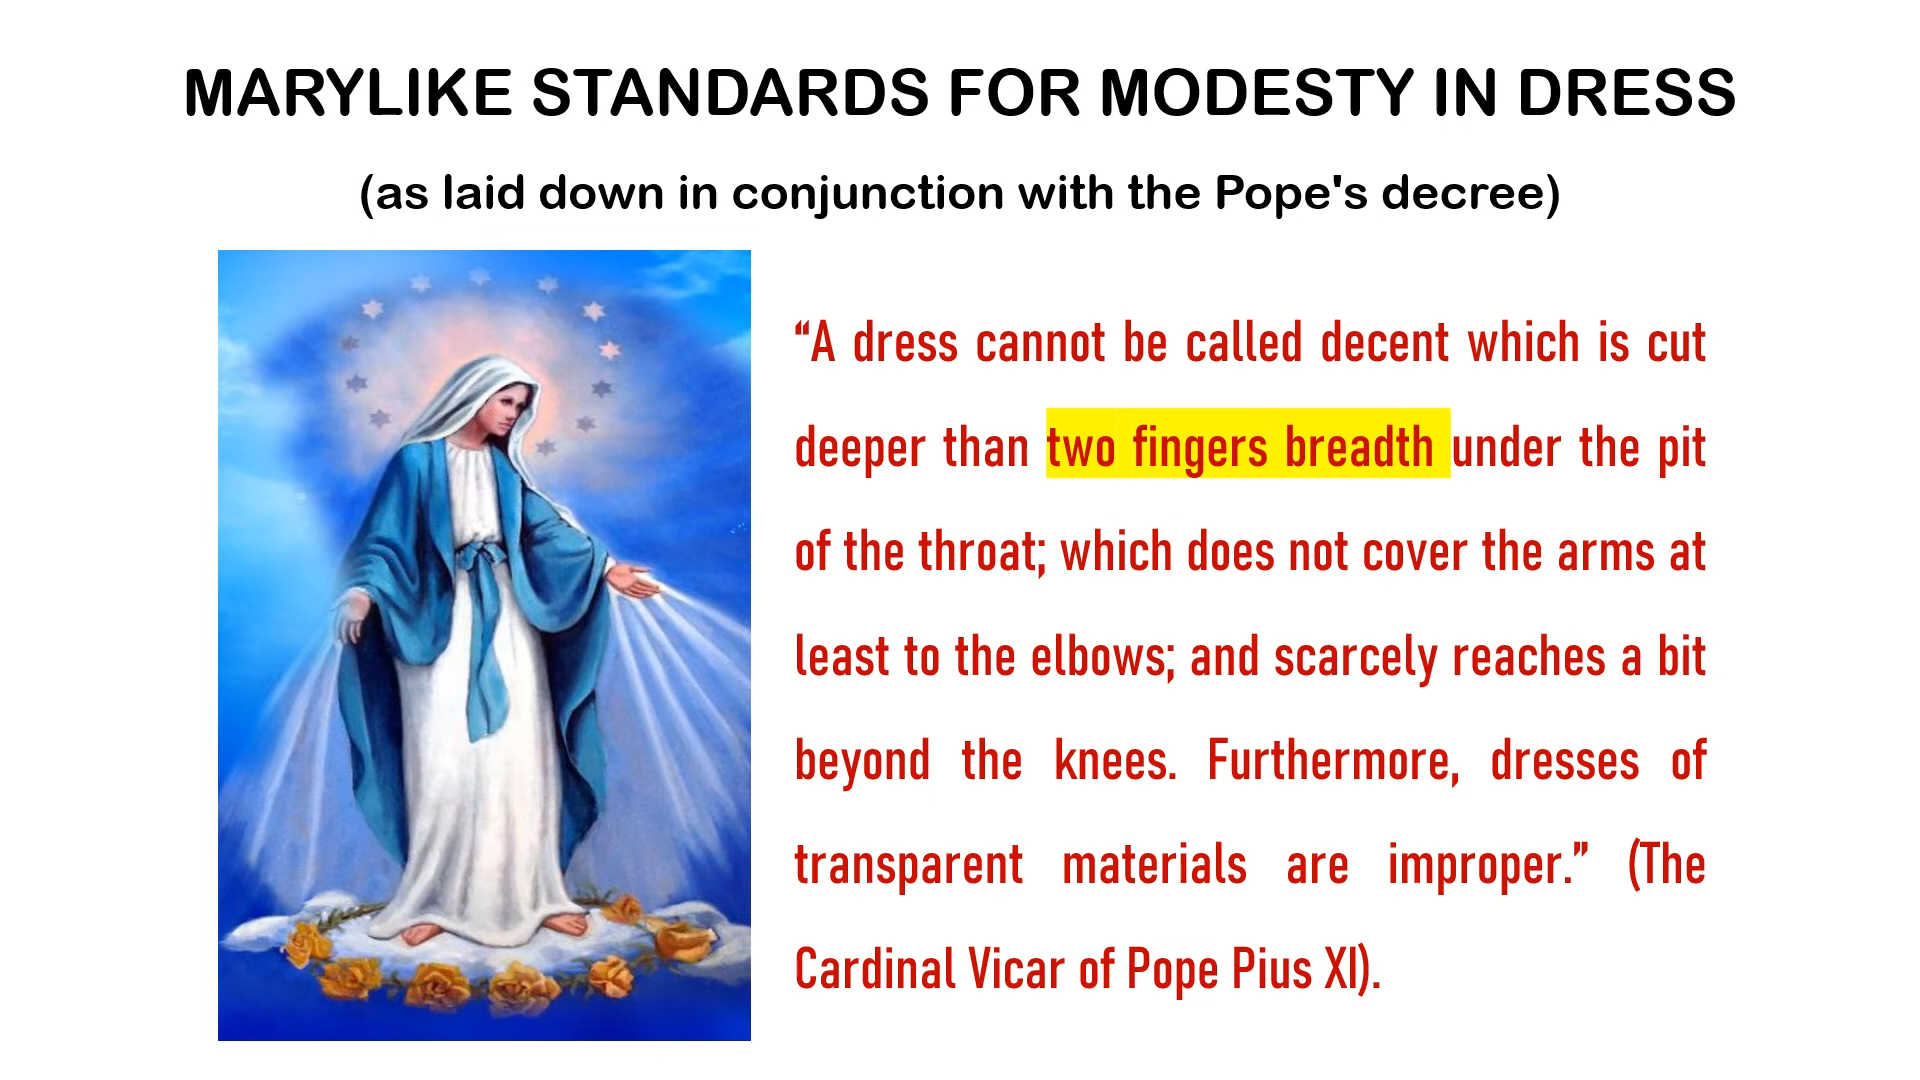 MARYLIKE STANDARDS FOR MODESTY IN DRESS
(as laid down in conjunction with the Pope's decree)
“A dress cannot be called decent which is cut
deeper than two fingers breadth under the pit
of the throat; which does not cover the arms at
least to the elbows; and scarcely reaches a bit
beyond the knees. Furthermore, dresses of
transparent materials are improper.” (The
Cardinal Vicar of Pope Pius XI).